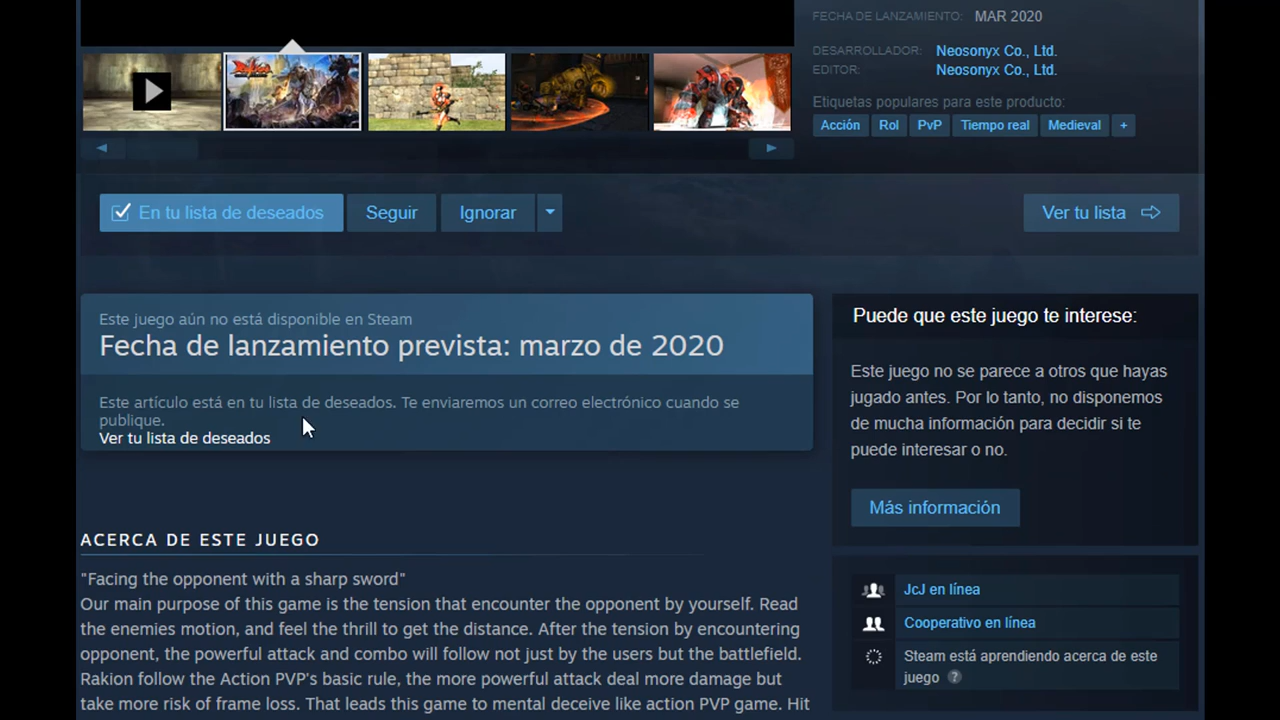 FECHA DE LANZAMIENTO: MAR 2020
DESARROLLADOR: Neosonyx Co., Ltd.
EDITOR: Neosonyx Co., Ltd.
Etiquetas populares para este producto:
Acción Rol PvP Tiempo real Medieval +
En tu lista de deseados Seguir Ignorar Ver tu lista
Este juego aún no está disponible en Steam
Fecha de lanzamiento prevista: marzo de 2020
Este artículo está en tu lista de deseados. Te enviaremos un correo electrónico cuando se
publique.
Ver tu lista de deseados
Puede que este juego te interese:
Este juego no se parece a otros que hayas
jugado antes. Por lo tanto, no disponemos
de mucha información para decidir si te
puede interesar o no.
Más información
ACERCA DE ESTE JUEGO
"Facing the opponent with a sharp sword"
Our main purpose of this game is the tension that encounter the opponent by yourself. Read
the enemies motion, and feel the thrill to get the distance. After the tension by encountering
opponent, the powerful attack and combo will follow not just by the users but the battlefield.
Rakion follow the Action PVP's basic rule, the more powerful attack deal more damage but
take more risk of frame loss. That leads this game to mental deceive like action PVP game. Hit
JcJ en línea
Cooperativo en línea
Steam está aprendiendo acerca de este
juego ?